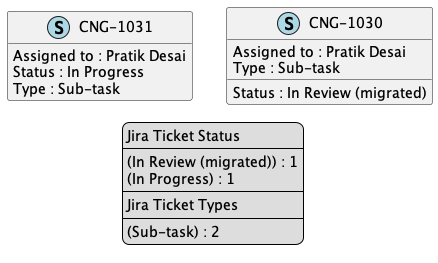 S CNG-1031
Assigned to : Pratik Desai
Status : In Progress
Type : Sub-task
S CNG-1030
Assigned to : Pratik Desai
Type : Sub-task
Status : In Review (migrated)
Jira Ticket Status
(In Review (migrated)) : 1
(In Progress) : 1
Jira Ticket Types
(Sub-task) : 2